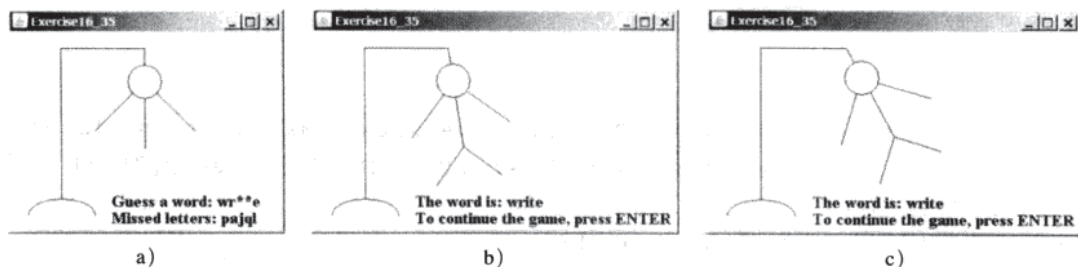 Exercise16_35
Guess a word: wr**e
Missed letters: pajql
a)
Exercise16_35
The word is: write
To continue the game, press ENTER
b)
Exercise16_35
The word is: write
To continue the game, press ENTER
c)